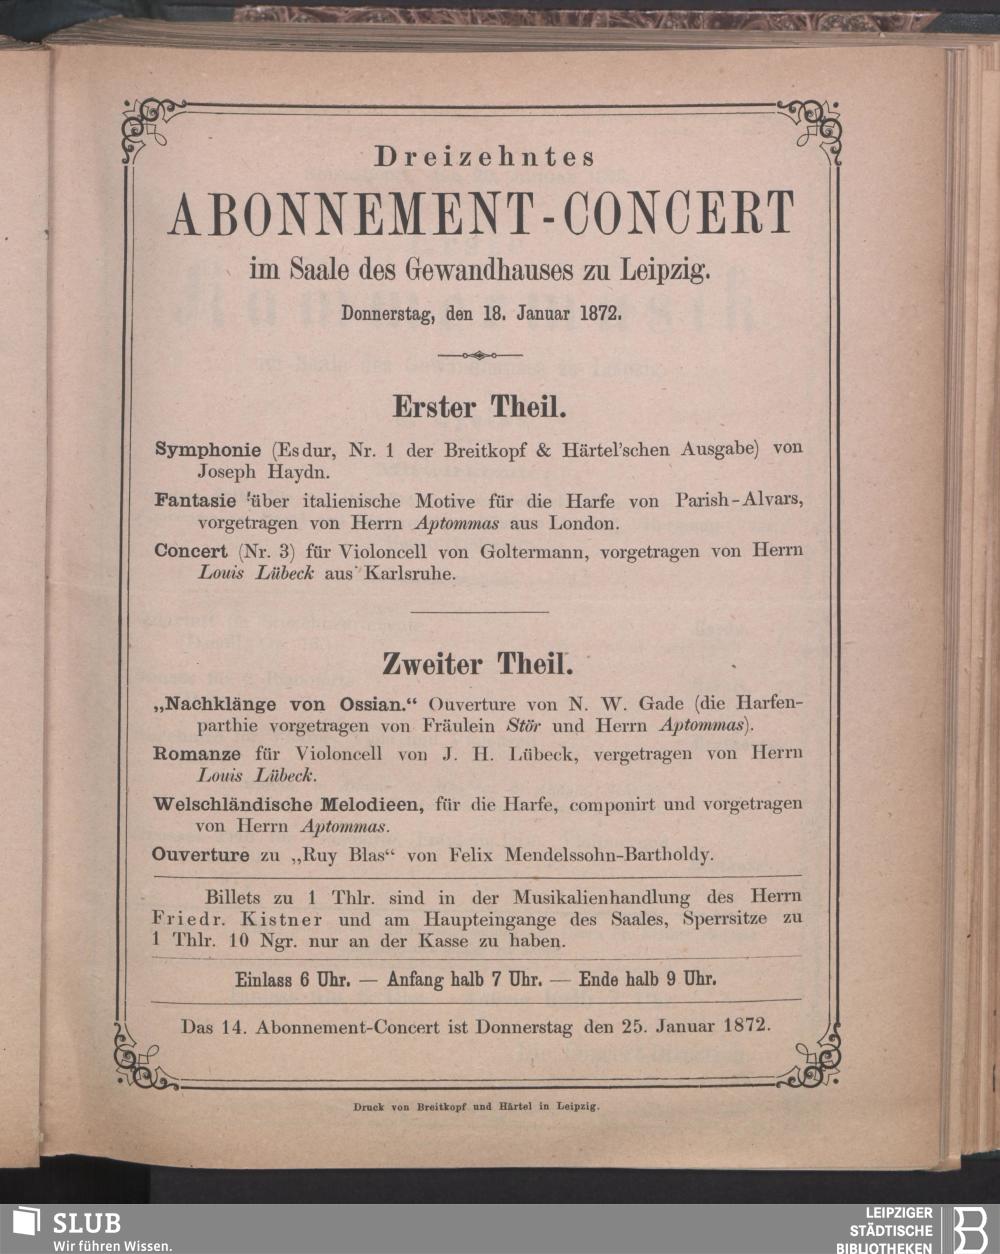 Dreizehntes
ABONNEMENT-CONCERT
im Saale des Gewandhauses zu Leipzig.
Donnerstag, den 18. Januar 1872.
Erster Theil.
Symphonie (Esdur, Nr. 1 der Breitkopf & Härtel'schen Ausgabe) von
Joseph Haydn.
Fantasie über italienische Motive für die Harfe von Parish-Alvars,
vorgetragen von Herrn Aptommas aus London.
Concert (Nr. 3) für Violoncell von Goltermann, vorgetragen von Herrn
Louis Lübeck aus Karlsruhe.
Zweiter Theil.
„Nachklänge von Ossian.“ Ouverture von N. W. Gade (die Harfen-
parthie vorgetragen von Fräulein Stör und Herrn Aptommas).
Romanze für Violoncell von J. H. Lübeck, vergetragen von Herrn
Louis Lübeck.
Welschländische Melodieen, für die Harfe, componirt und vorgetragen
von Herrn Aptommas.
Ouverture zu „Ruy Blas“ von Felix Mendelssohn-Bartholdy.
Billets zu 1 Thlr. sind in der Musikalienhandlung des Herrn
Friedr. Kistner und am Haupteingange des Saales, Sperrsitze zu
1 Thlr. 10 Ngr. nur an der Kasse zu haben.
Einlass 6 Uhr. — Anfang halb 7 Uhr. — Ende halb 9 Uhr.
Das 14. Abonnement-Concert ist Donnerstag den 25. Januar 1872.
Druck von Breitkopf und Härtel in Leipzig.
SLUB
Wir führen Wissen.
LEIPZIGER
STÄDTISCHE
BIBLIOTHEKEN